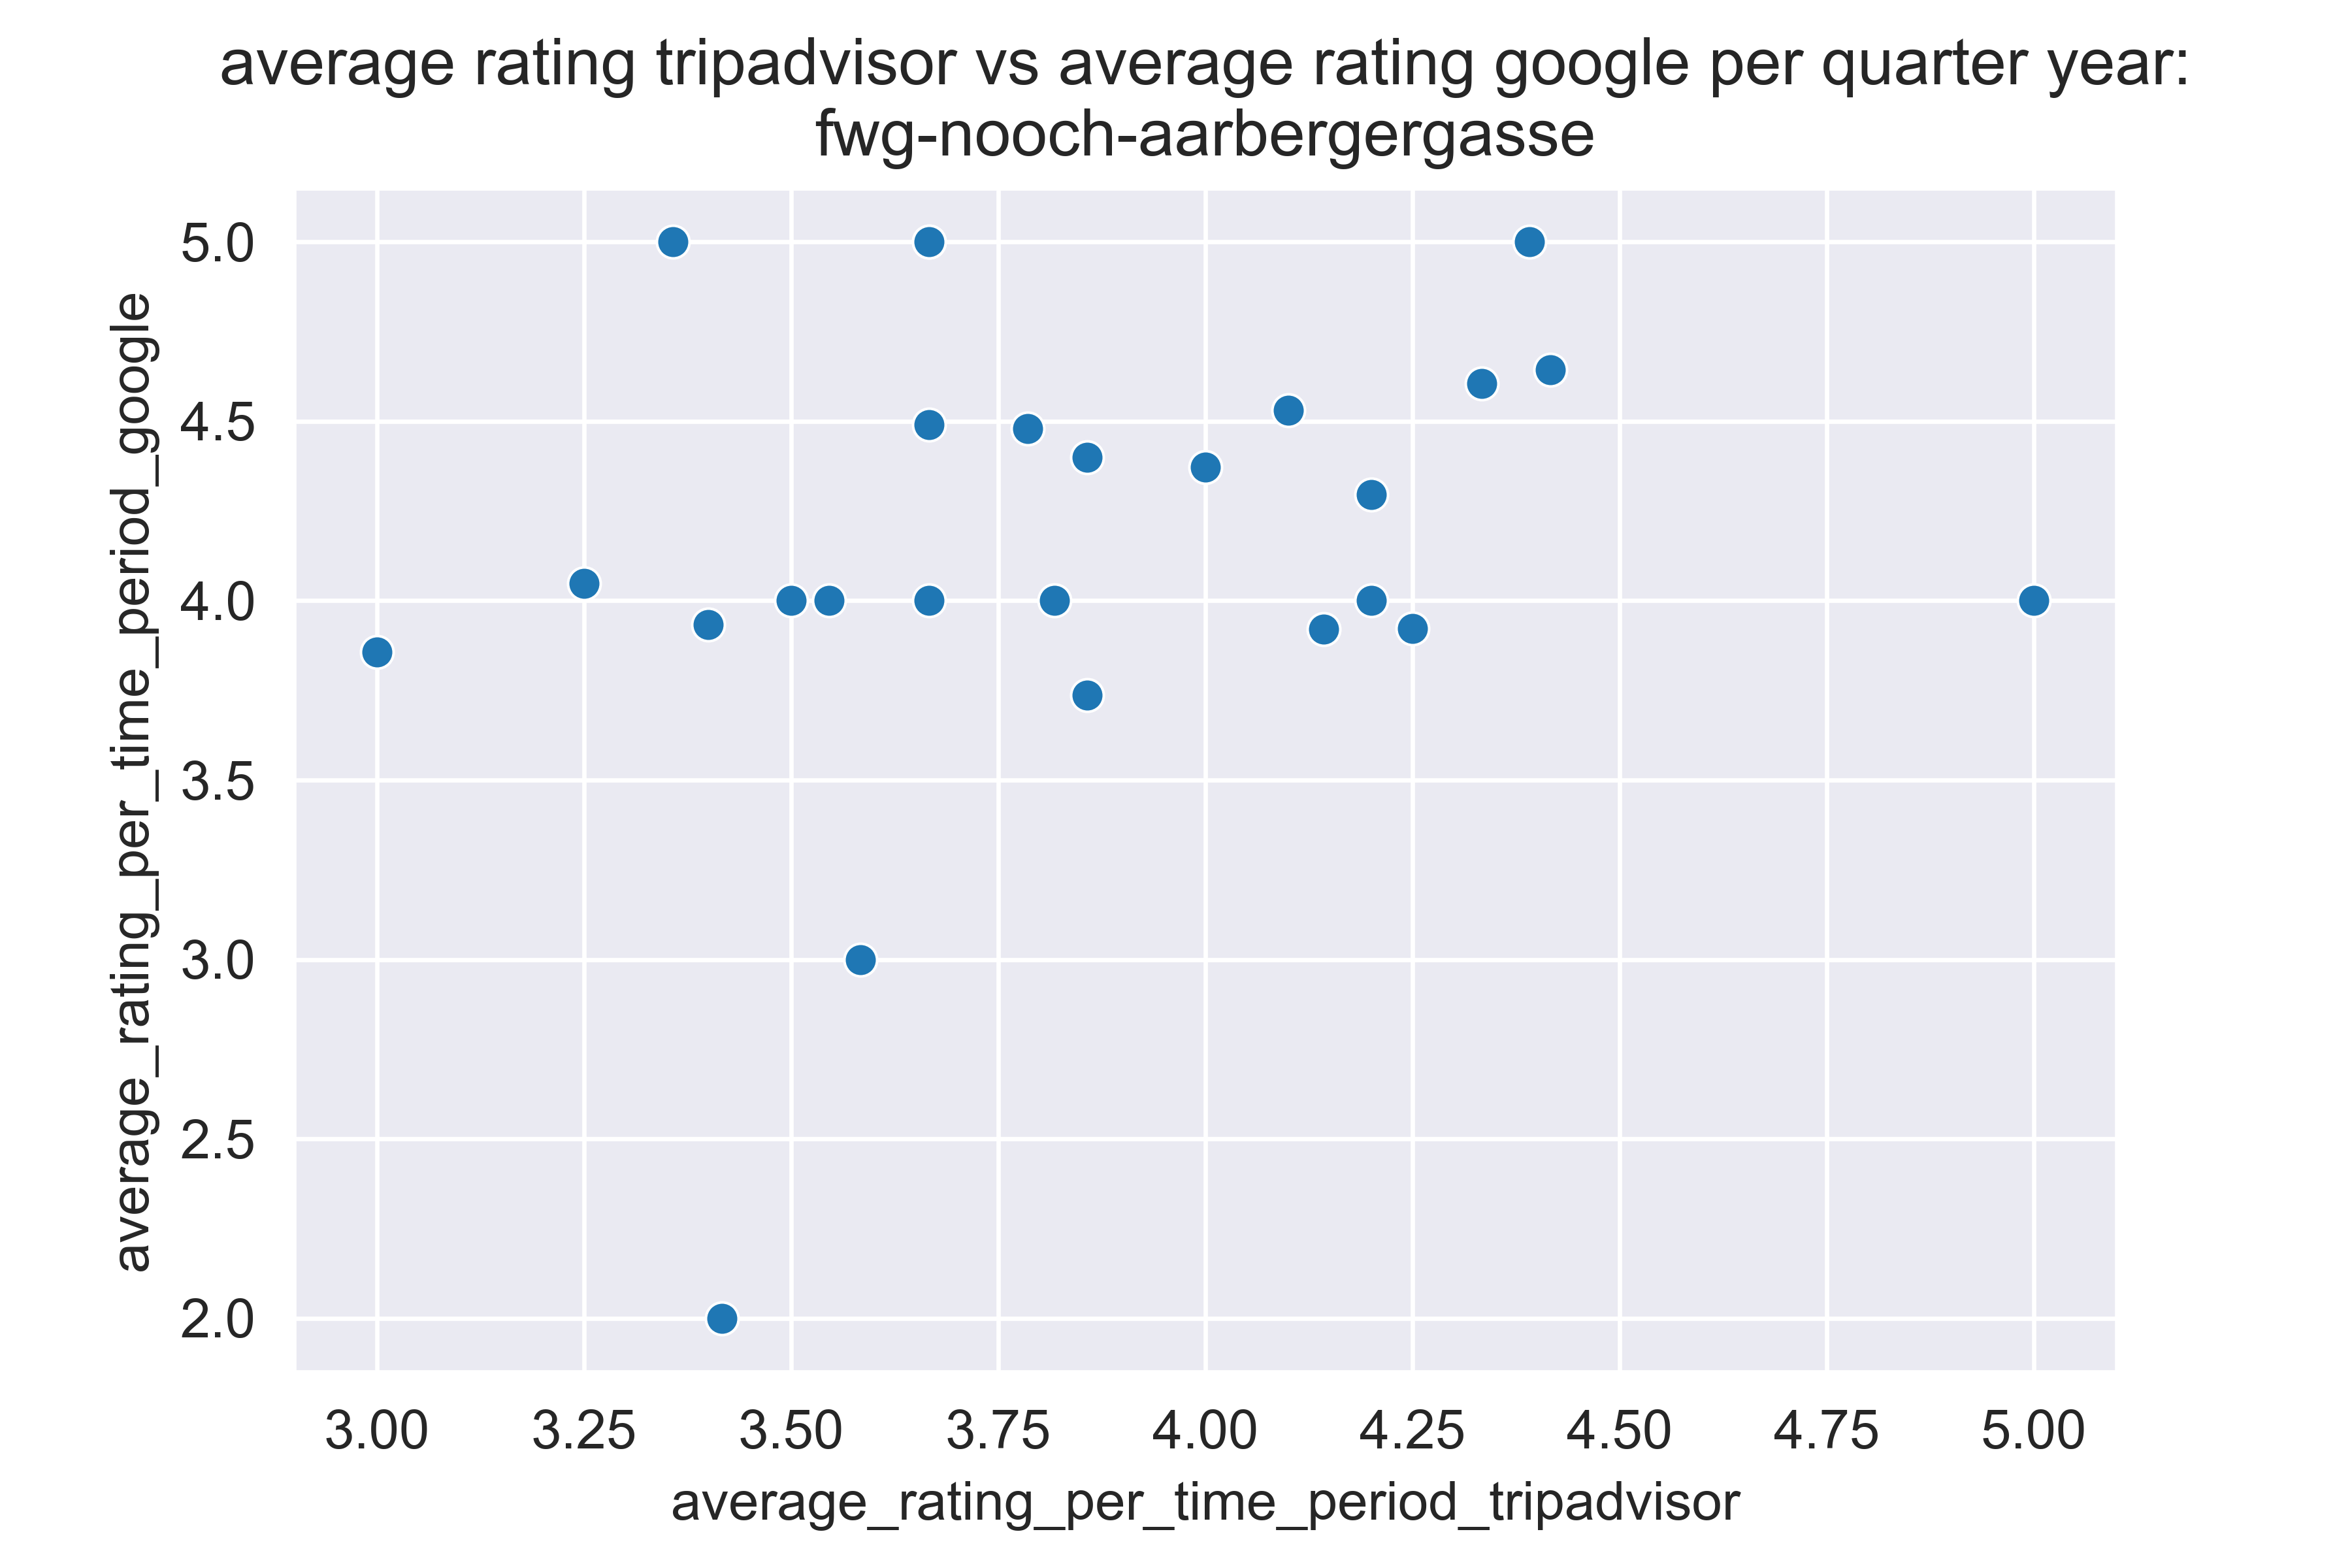 average rating tripadvisor vs average rating google per quarter year:
fwg-nooch-aarbergergasse
average_rating_per_time_period_google
5.0
4.5
4.0
3.5
3.0
2.5
2.0
3.00 3.25 3.50 3.75 4.00 4.25 4.50 4.75 5.00
average_rating_per_time_period_tripadvisor